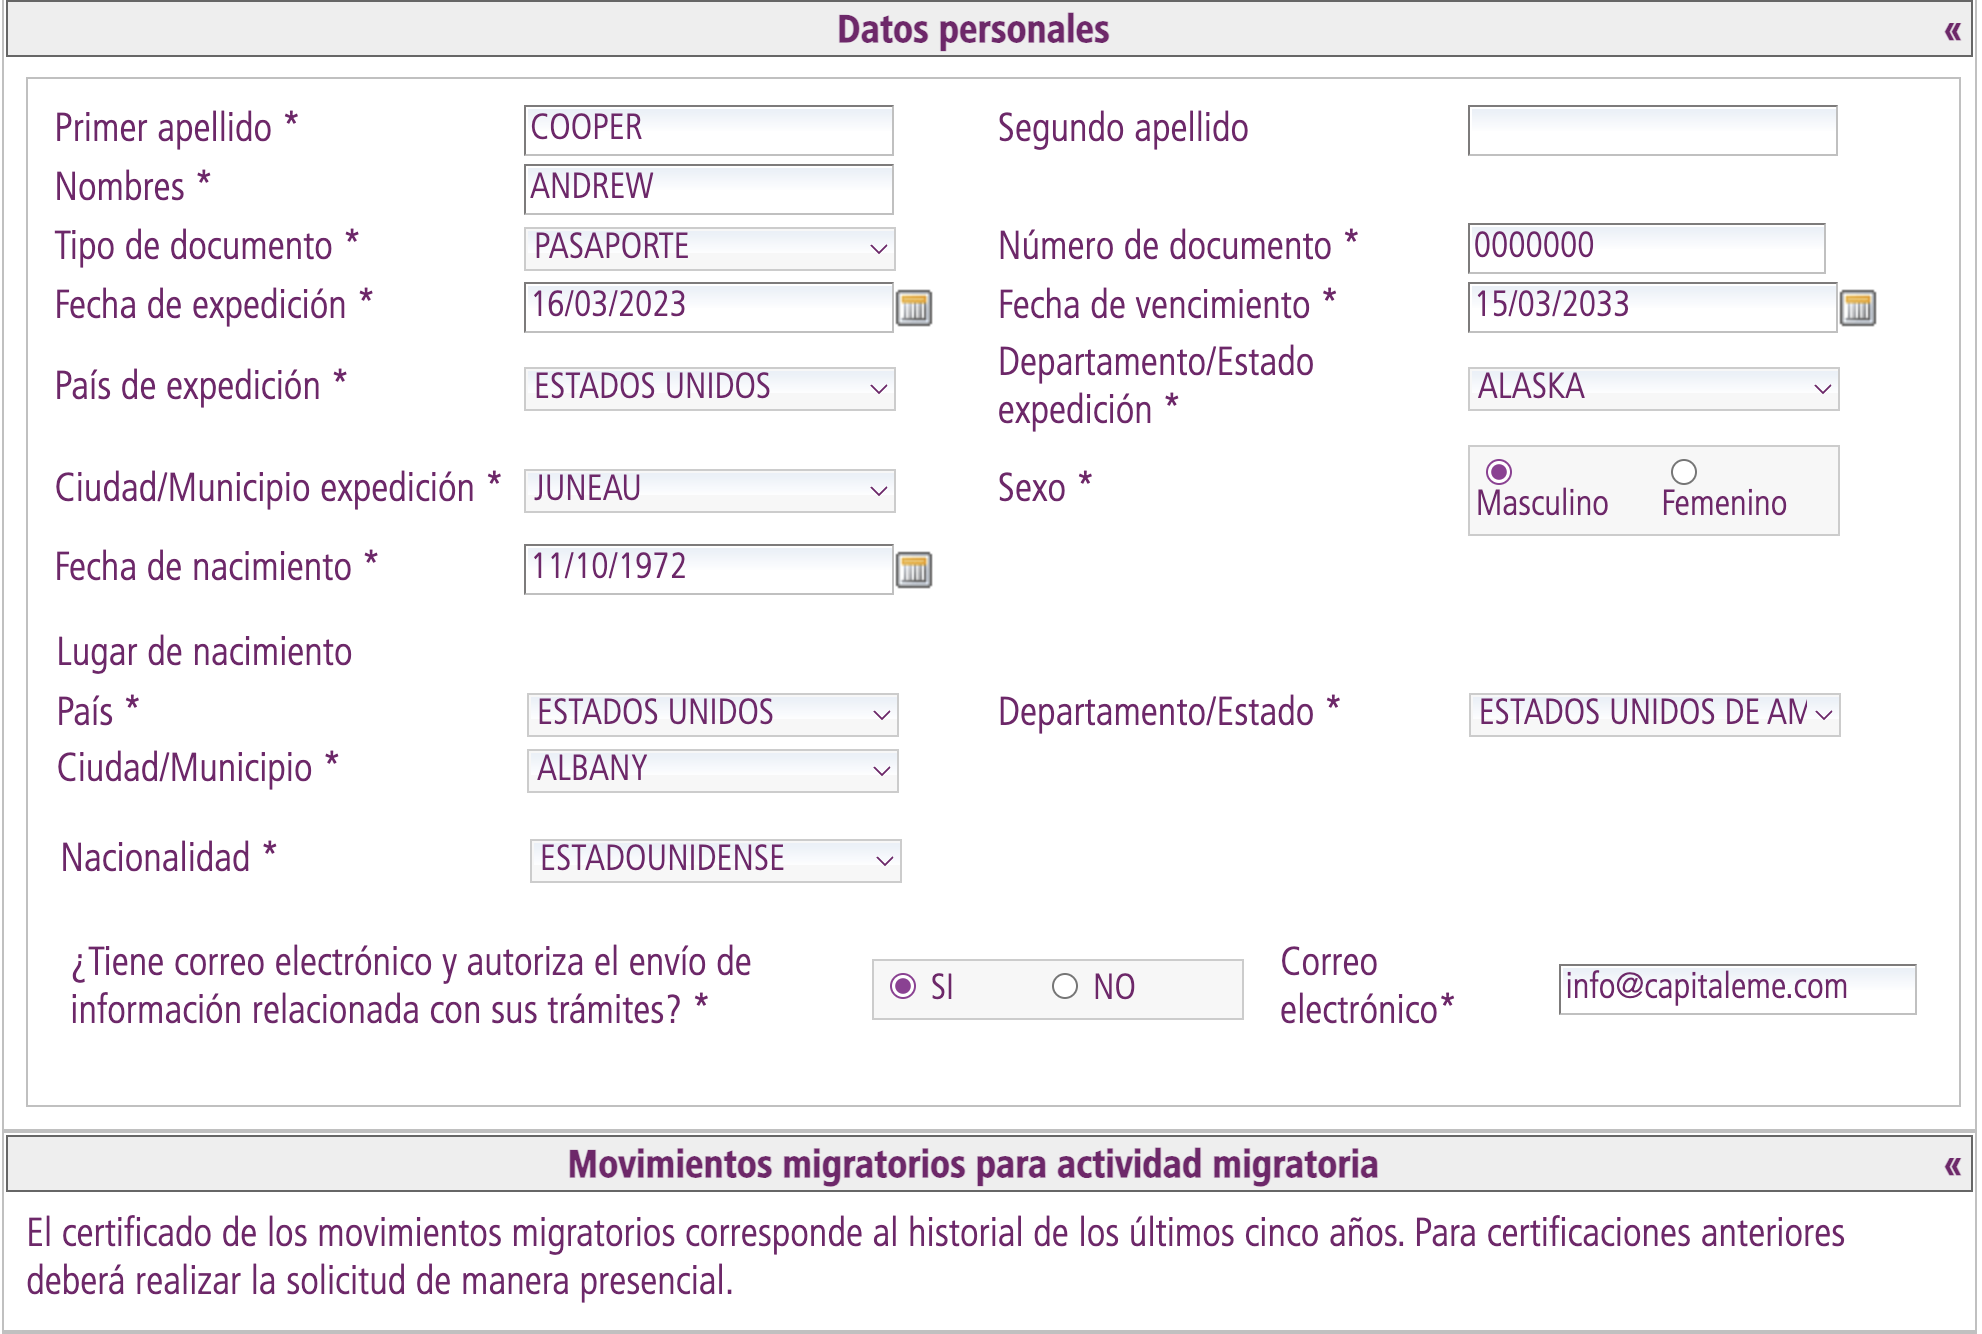 Datos personales «
Primer apellido * COOPER Segundo apellido
Nombres * ANDREW
Tipo de documento * PASAPORTE Número de documento * 0000000
Fecha de expedición * 16/03/2023 Fecha de vencimiento * 15/03/2033
País de expedición * ESTADOS UNIDOS Departamento/Estado
expedición * ALASKA
Ciudad/Municipio expedición * JUNEAU Sexo * Masculino Femenino
Fecha de nacimiento * 11/10/1972
Lugar de nacimiento
País * ESTADOS UNIDOS Departamento/Estado * ESTADOS UNIDOS DE AM
Ciudad/Municipio * ALBANY
Nacionalidad * ESTADOUNIDENSE
¿Tiene correo electrónico y autoriza el envío de
información relacionada con sus trámites? * SI NO
Correo
electrónico* info@capitaleme.com
Movimientos migratorios para actividad migratoria «
El certificado de los movimientos migratorios corresponde al historial de los últimos cinco años. Para certificaciones anteriores
deberá realizar la solicitud de manera presencial.